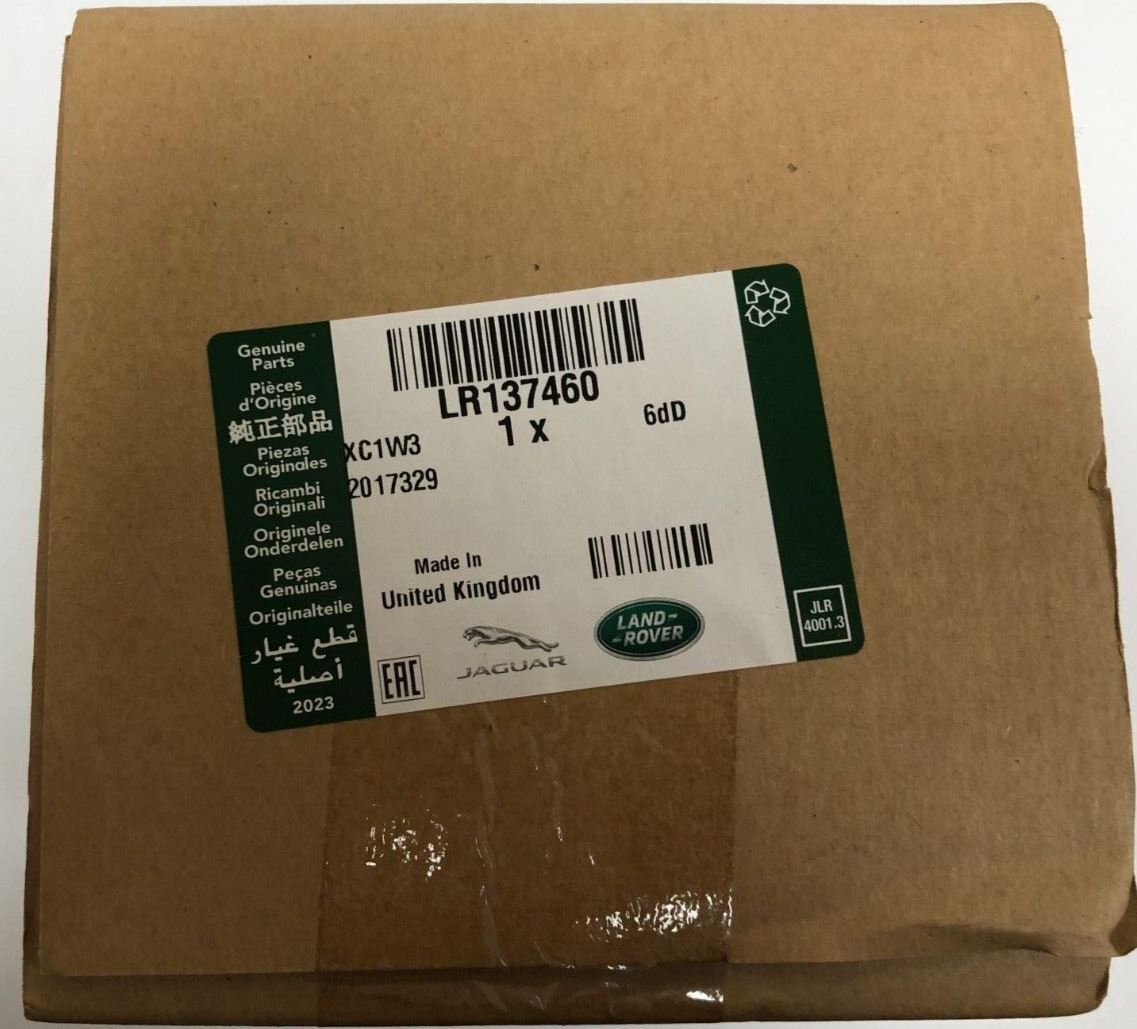 Genuine
Parts
Pièces
d'Origine
純正部品
Piezas
Originales
Ricambi
Originali
Originele
Onderdelen
Peças
Genuinas
Originalteile
قطع غيار
أصلية
2023
LR137460
1 x
6dD
XC1W3
2017329
Made In
United Kingdom
EAC
JAGUAR
LAND-
-ROVER
JLR
4001.3